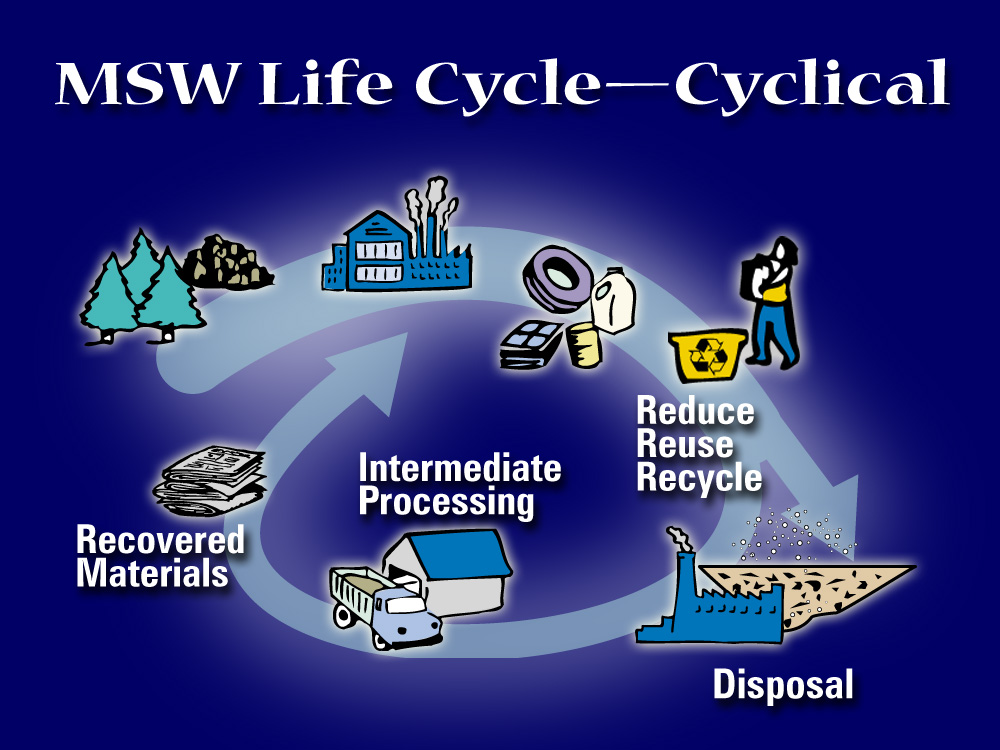 MSW Life Cycle—Cyclical
Reduce
Reuse
Recycle
Intermediate
Processing
Recovered
Materials
Disposal